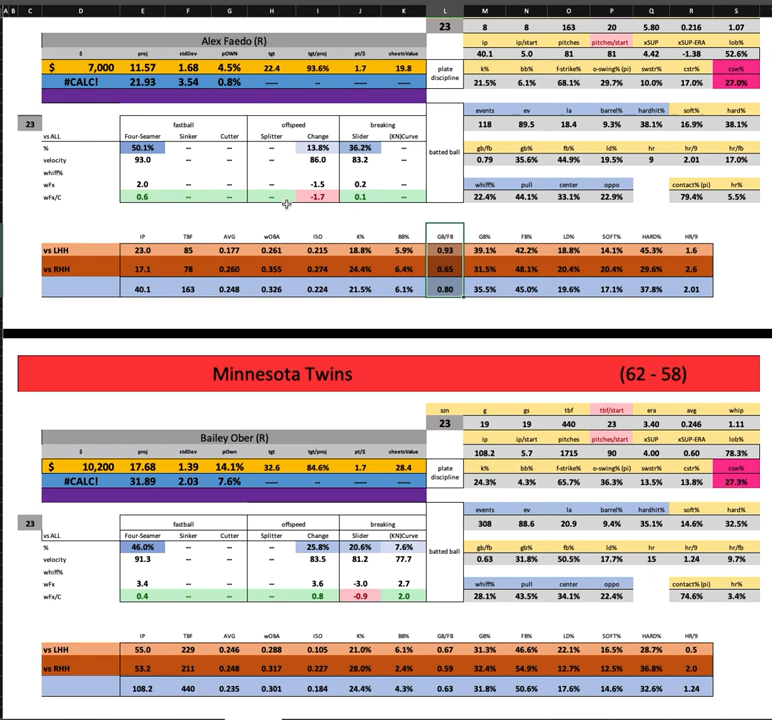 A B C D E F G H I J K L M N O P Q R S
23 8 8 163 20 5.80 0.216 1.07
Alex Faedo (R) ip ip/start pitches pitches/start xSUP xSUP-ERA lob%
$ proj stdDev pOWN tgt tgt/proj pt/$ sheetsValue 40.1 5.0 81 4.42 -1.38 52.6%
$ 7,000 11.57 1.68 4.5% 22.4 93.6% 1.7 19.8 plate discipline k% bb% f-strike% o-swing% (pi) swstr% cstr% csw%
#CALC! 21.93 3.54 0.8% ---- --- -- ---- 21.5% 6.1% 68.1% 29.7% 10.0% 17.0% 27.0%
events ev la barrel% hardhit% soft% hard%
23 fastball offspeed breaking 118 89.5 18.4 9.3% 38.1% 16.9% 38.1%
vs ALL Four-Seamer Sinker Cutter Splitter Change Slider (KN)Curve
% 50.1% -- -- -- 13.8% 36.2% -- batted ball gb/fb gb% fb% ld% hr hr/9 hr/fb
velocity 93.0 -- -- -- 86.0 83.2 -- 0.79 35.6% 44.9% 19.5% 9 2.01 17.0%
whiff%
wFx 2.0 -- -- -- -1.5 0.2 -- whiff% pull center oppo contact% (pi) hr%
wFx/C 0.6 -- -- -- -1.7 0.1 -- 22.4% 44.1% 33.1% 22.9% 79.4% 5.5%
IP TBF AVG wOBA ISO K% BB% GB/FB GB% FB% LD% SOFT% HARD% HR/9
vs LHH 23.0 85 0.177 0.261 0.215 18.8% 5.9% 0.93 39.1% 42.2% 18.8% 14.1% 45.3% 1.6
vs RHH 17.1 78 0.260 0.355 0.274 24.4% 6.4% 0.65 31.5% 48.1% 20.4% 20.4% 29.6% 2.6
40.1 163 0.248 0.326 0.224 21.5% 6.1% 0.80 35.5% 45.0% 19.6% 17.1% 37.8% 2.01
Minnesota Twins (62 - 58)
szn g gs tbf tbf/start era avg whip
23 19 19 440 23 3.40 0.246 1.11
Bailey Ober (R) ip ip/start pitches pitches/start xSUP xSUP-ERA lob%
$ proj stdDev pOwn tgt tgt/proj pt/$ sheetsValue 108.2 5.7 1715 90 4.00 0.60 78.3%
$ 10,200 17.68 1.39 14.1% 32.6 84.6% 1.7 28.4 plate discipline k% bb% f-strike% o-swing% (pi) swstr% cstr% csw%
#CALC! 31.89 2.03 7.6% ---- --- -- ---- 24.3% 4.3% 65.7% 36.3% 13.5% 13.8% 27.3%
events ev la barrel% hardhit% soft% hard%
23 fastball offspeed breaking 308 88.6 20.9 9.4% 35.1% 14.6% 32.5%
vs ALL Four-Seamer Sinker Cutter Splitter Change Slider (KN)Curve
% 46.0% -- -- -- 25.8% 20.6% 7.6% batted ball gb/fb gb% fb% ld% hr hr/9 hr/fb
velocity 91.3 -- -- -- 83.5 81.2 77.7 0.63 31.8% 50.5% 17.7% 15 1.24 9.7%
whiff%
wFx 3.4 -- -- -- 3.6 -3.0 2.7 whiff% pull center oppo contact% (pi) hr%
wFx/C 0.4 -- -- -- 0.8 -0.9 2.0 28.1% 43.5% 34.1% 22.4% 74.6% 3.4%
IP TBF AVG wOBA ISO K% BB% GB/FB GB% FB% LD% SOFT% HARD% HR/9
vs LHH 55.0 229 0.246 0.288 0.105 21.0% 6.1% 0.67 31.3% 46.6% 22.1% 16.5% 28.7% 0.5
vs RHH 53.2 211 0.248 0.317 0.227 28.0% 2.4% 0.59 32.4% 54.9% 12.7% 12.5% 36.8% 2.0
108.2 440 0.235 0.301 0.184 24.4% 4.3% 0.63 31.8% 50.6% 17.6% 14.6% 32.6% 1.24